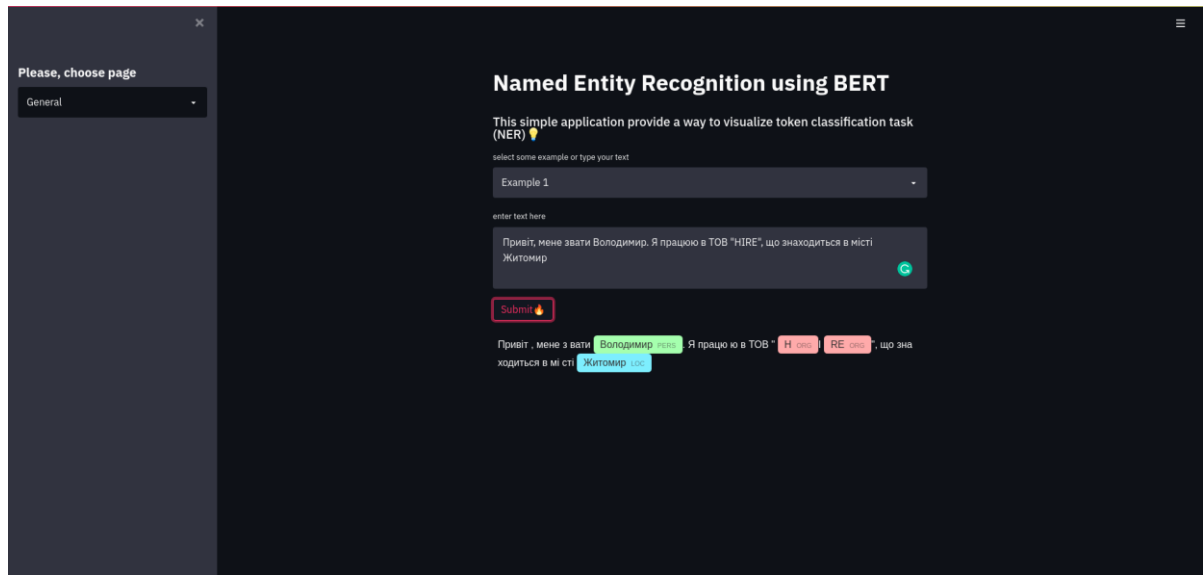 Please, choose page
General
Named Entity Recognition using BERT
This simple application provide a way to visualize token classification task
(NER)💡
select some example or type your text
Example 1
enter text here
Привіт, мене звати Володимир. Я працюю в ТОВ "HIRE", що знаходиться в місті
Житомир
Submit🔥
Привіт , мене з вати Володимир PERS . Я працю ю в ТОВ " H ORG I RE ORG ", що зна
ходиться в мі сті Житомир LOC